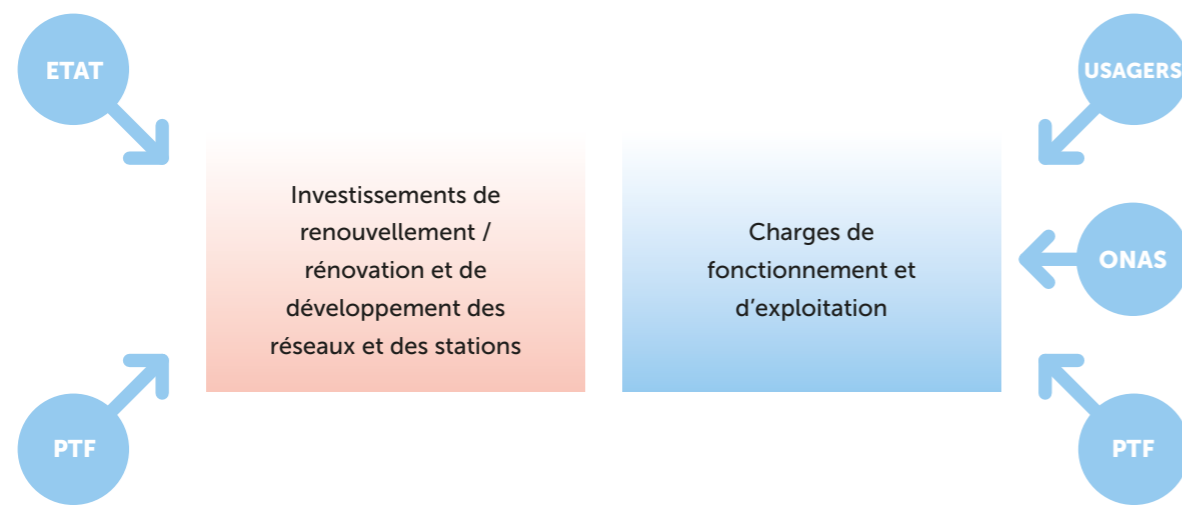 ETAT
PTF
Investissements de
renouvellement /
rénovation et de
développement des
réseaux et des stations
Charges de
fonctionnement et
d’exploitation
USAGERS
ONAS
PTF